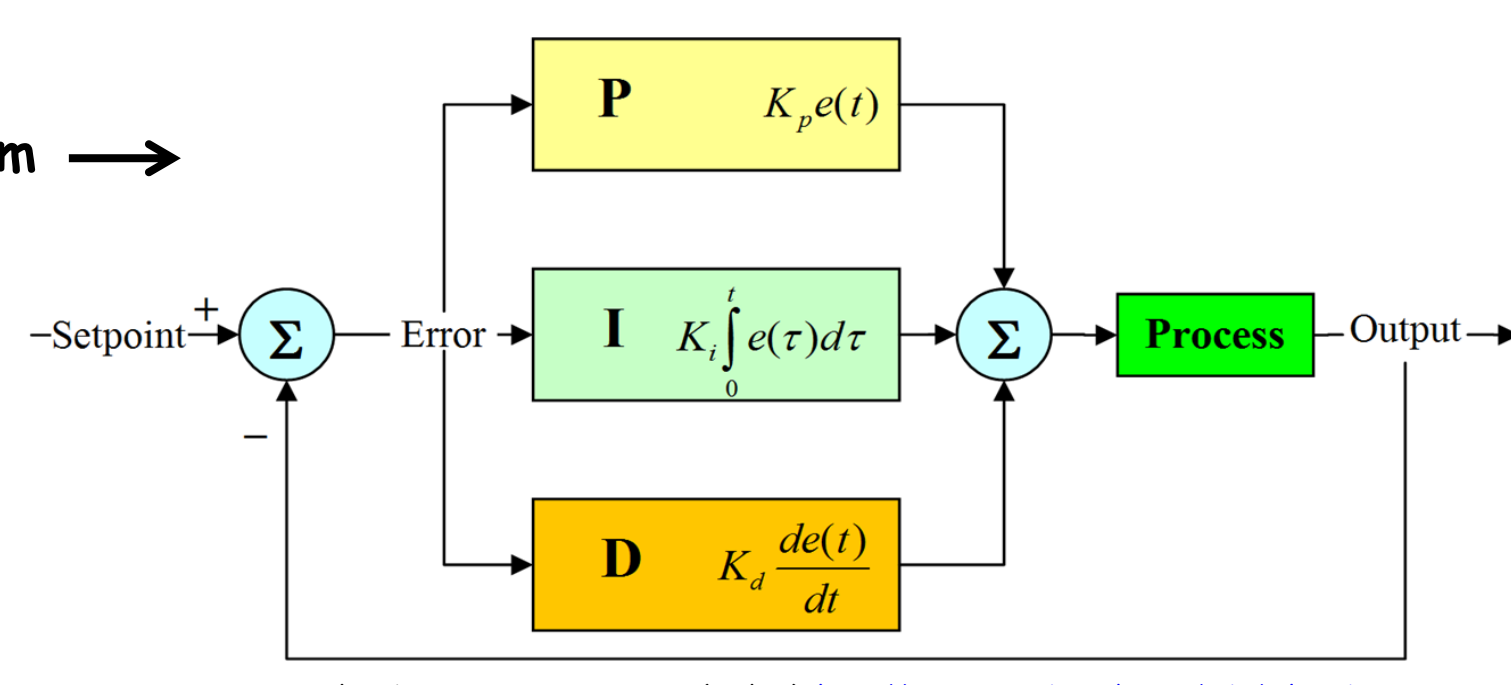 m →
P K_p e(t)
–Setpoint + Σ Error I K_i ∫_0^t e(τ)dτ Σ Process Output
−
D K_d de(t)/dt